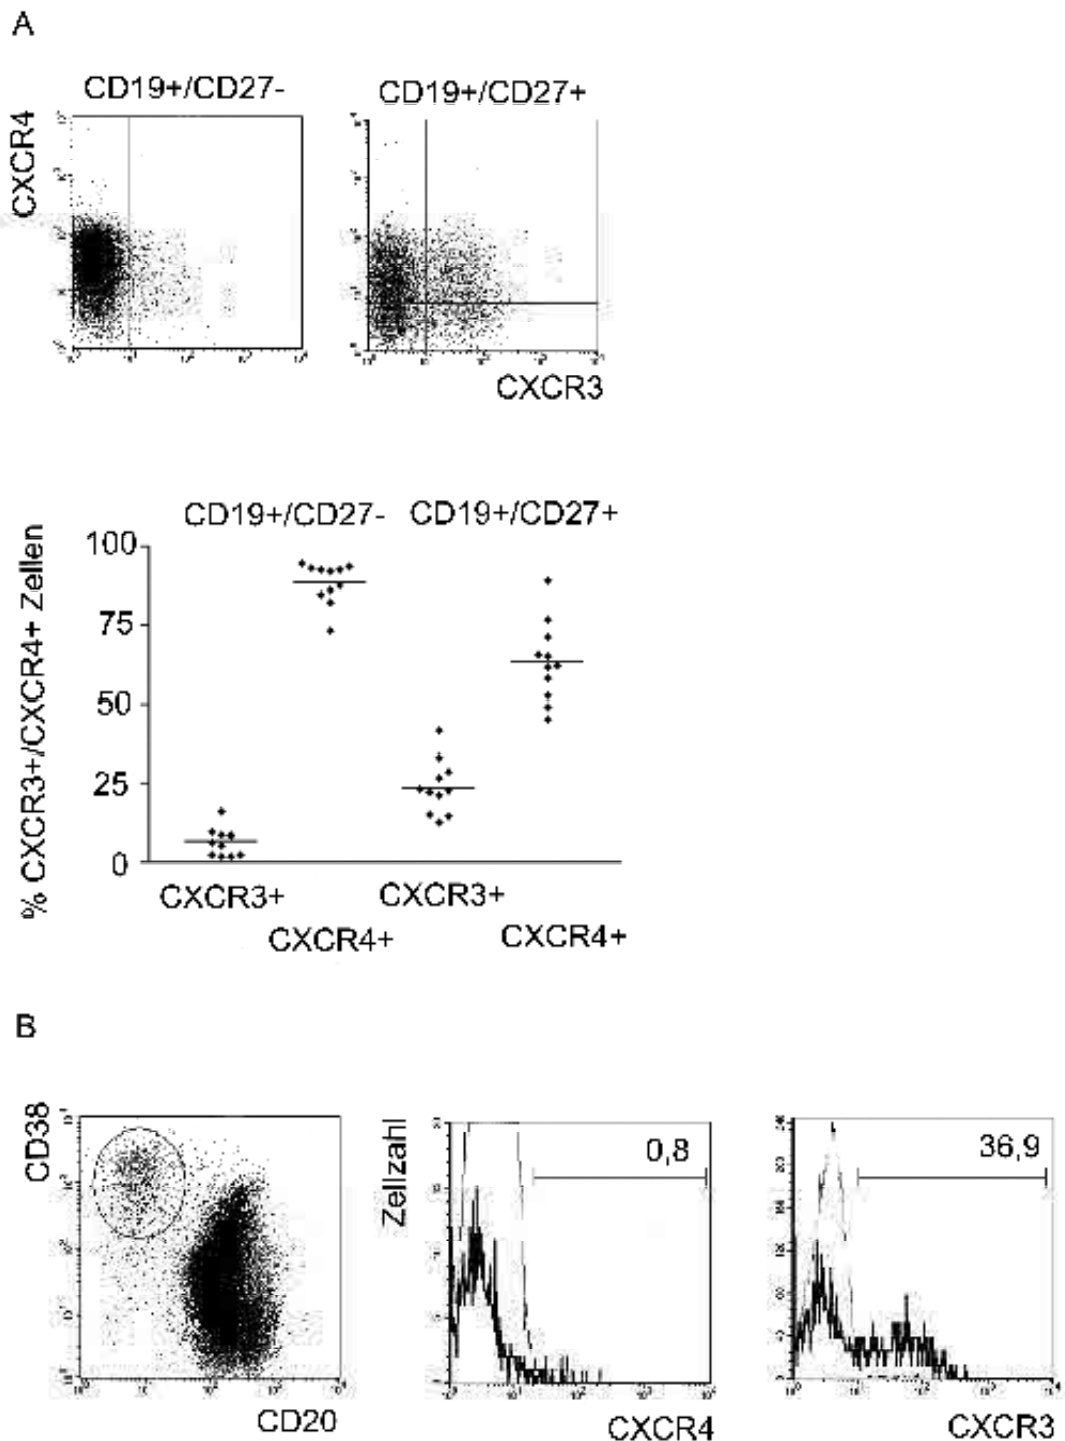 A
CD19+/CD27-
CD19+/CD27+
CXCR4
CXCR3
CD19+/CD27-
CD19+/CD27+
% CXCR3+/CXCR4+ Zellen
100
75
50
25
0
CXCR3+
CXCR4+
CXCR3+
CXCR4+
B
CD38
CD20
Zellzahl
0,8
CXCR4
36,9
CXCR3